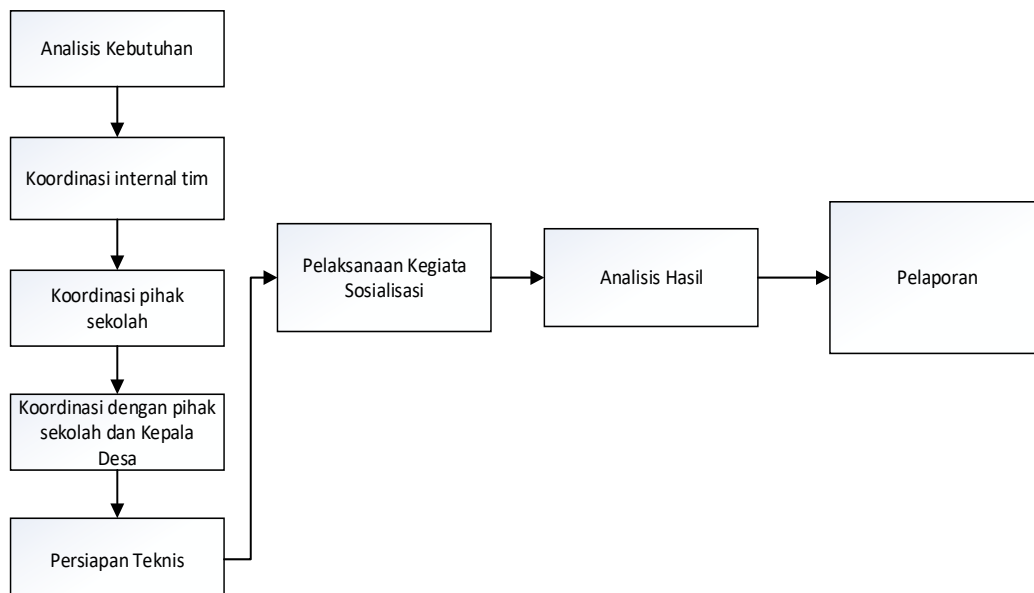 Analisis Kebutuhan
Koordinasi internal tim
Koordinasi pihak
sekolah
Koordinasi dengan pihak
sekolah dan Kepala
Desa
Persiapan Teknis
Pelaksanaan Kegiata
Sosialisasi
Analisis Hasil
Pelaporan